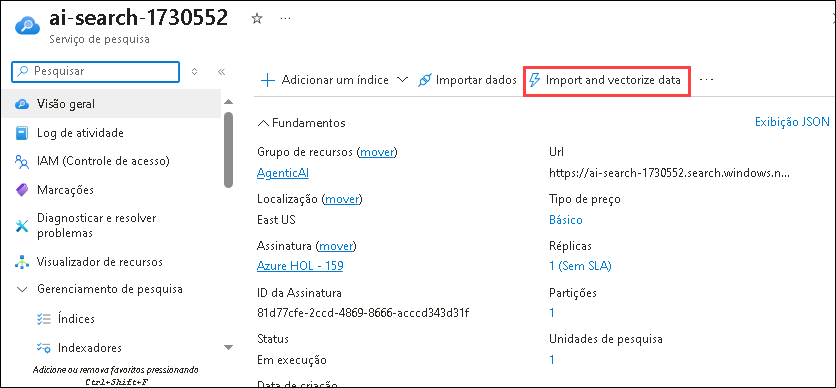 ai-search-1730552
Serviço de pesquisa
Pesquisar
Visão geral
Log de atividade
IAM (Controle de acesso)
Marcações
Diagnosticar e resolver
problemas
Visualizador de recursos
Gerenciamento de pesquisa
Índices
Indexadores
Adicione ou remova favoritos pressionando
Ctrl+Shift+F
Adicionar um índice
Importar dados
Import and vectorize data
Fundamentos
Exibição JSON
Grupo de recursos (mover)
AgenticAI
Localização (mover)
East US
Assinatura (mover)
Azure HOL - 159
ID da Assinatura
81d77cfe-2ccd-4869-8666-acccd343d31f
Status
Em execução
Data de criação
Url
https://ai-search-1730552.search.windows.n...
Tipo de preço
Básico
Réplicas
1 (Sem SLA)
Partições
1
Unidades de pesquisa
1